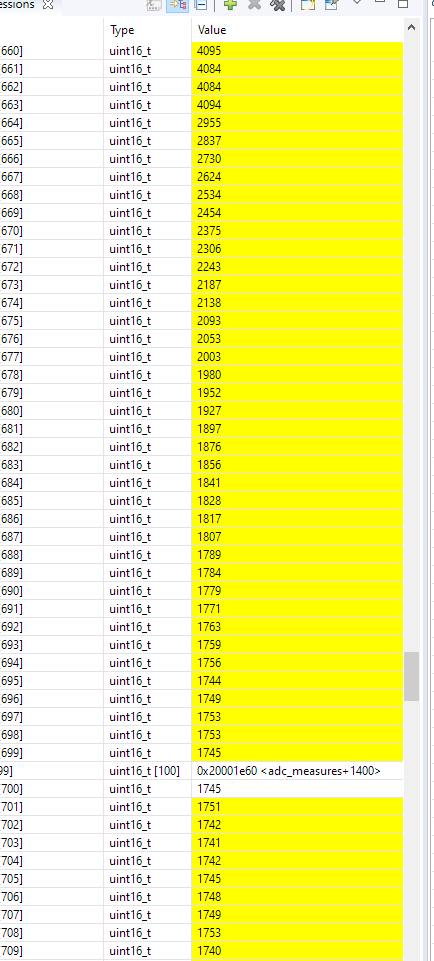 essions
Type Value
660] uint16_t 4095
661] uint16_t 4084
662] uint16_t 4084
663] uint16_t 4094
664] uint16_t 2955
665] uint16_t 2837
666] uint16_t 2730
667] uint16_t 2624
668] uint16_t 2534
669] uint16_t 2454
670] uint16_t 2375
671] uint16_t 2306
672] uint16_t 2243
673] uint16_t 2187
674] uint16_t 2138
675] uint16_t 2093
676] uint16_t 2053
677] uint16_t 2003
678] uint16_t 1980
679] uint16_t 1952
680] uint16_t 1927
681] uint16_t 1897
682] uint16_t 1876
683] uint16_t 1856
684] uint16_t 1841
685] uint16_t 1828
686] uint16_t 1817
687] uint16_t 1807
688] uint16_t 1789
689] uint16_t 1784
690] uint16_t 1779
691] uint16_t 1771
692] uint16_t 1763
693] uint16_t 1759
694] uint16_t 1756
695] uint16_t 1744
696] uint16_t 1749
697] uint16_t 1753
698] uint16_t 1753
699] uint16_t 1745
99] uint16_t [100] 0x20001e60 <adc_measures+1400>
700] uint16_t 1745
701] uint16_t 1751
702] uint16_t 1742
703] uint16_t 1741
704] uint16_t 1742
705] uint16_t 1745
706] uint16_t 1748
707] uint16_t 1749
708] uint16_t 1753
709] uint16_t 1740